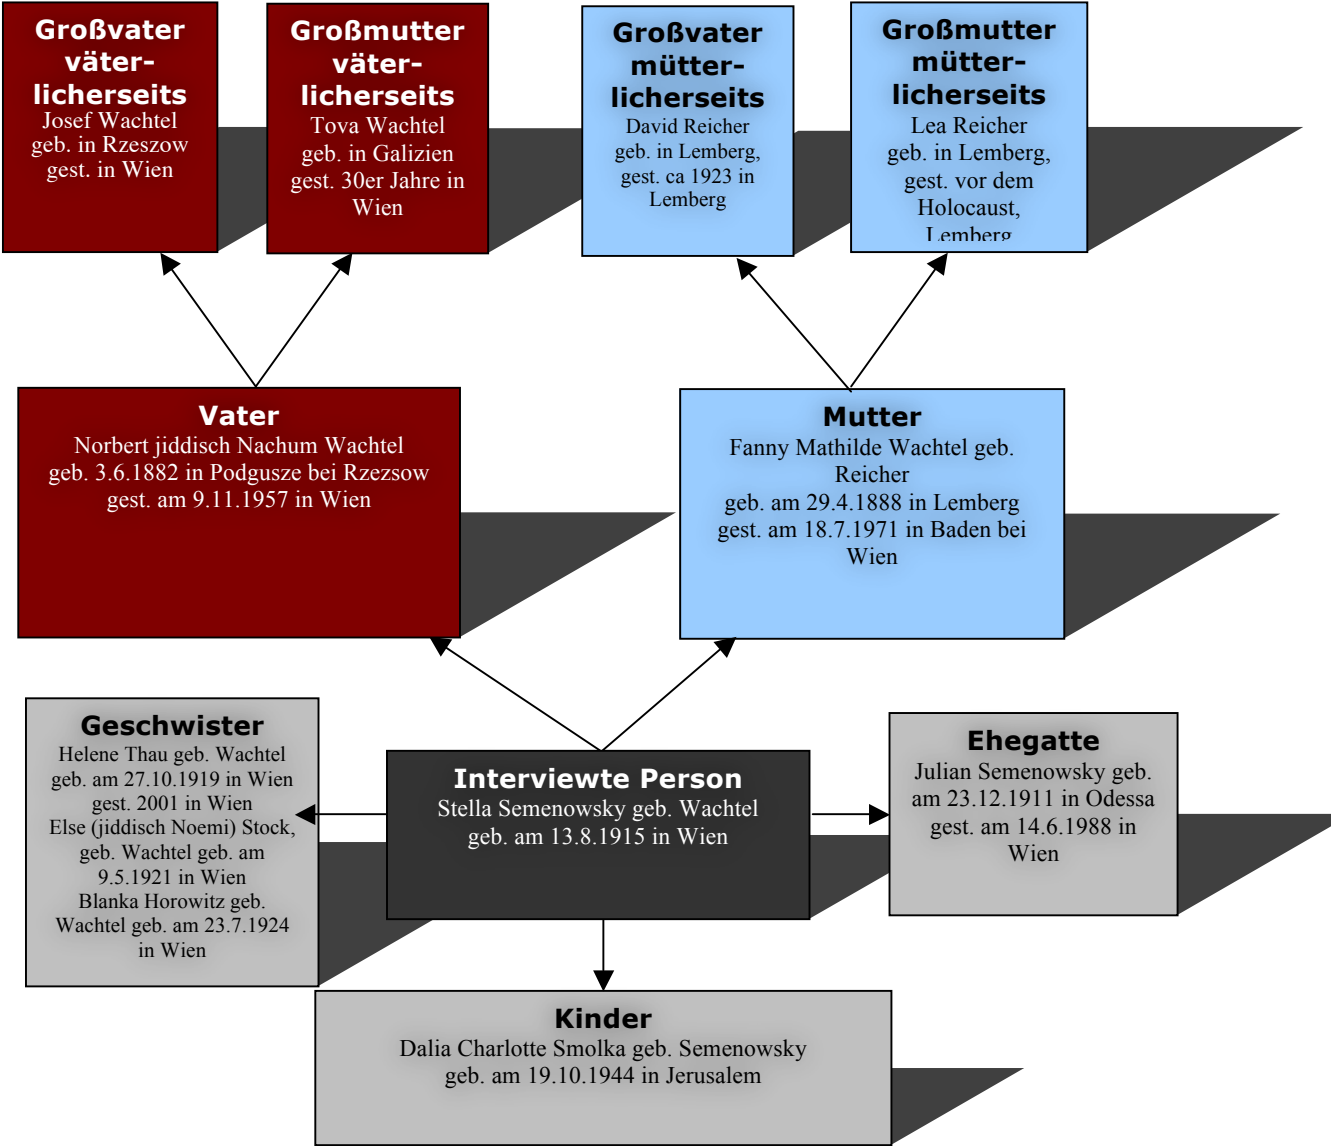 Großvater
väter-
licherseits
Josef Wachtel
geb. in Rzeszow
gest. in Wien
Großmutter
väter-
licherseits
Tova Wachtel
geb. in Galizien
gest. 30er Jahre in
Wien
Großvater
mütter-
licherseits
David Reicher
geb. in Lemberg,
gest. ca 1923 in
Lemberg
Großmutter
mütter-
licherseits
Lea Reicher
geb. in Lemberg,
gest. vor dem
Holocaust,
Lemberg
Vater
Norbert jiddisch Nachum Wachtel
geb. 3.6.1882 in Podgusze bei Rzezsow
gest. am 9.11.1957 in Wien
Mutter
Fanny Mathilde Wachtel geb.
Reicher
geb. am 29.4.1888 in Lemberg
gest. am 18.7.1971 in Baden bei
Wien
Geschwister
Helene Thau geb. Wachtel
geb. am 27.10.1919 in Wien
gest. 2001 in Wien
Else (jiddisch Noemi) Stock,
geb. Wachtel geb. am
9.5.1921 in Wien
Blanka Horowitz geb.
Wachtel geb. am 23.7.1924
in Wien
Interviewte Person
Stella Semenowsky geb. Wachtel
geb. am 13.8.1915 in Wien
Ehegatte
Julian Semenowsky geb.
am 23.12.1911 in Odessa
gest. am 14.6.1988 in
Wien
Kinder
Dalia Charlotte Smolka geb. Semenowsky
geb. am 19.10.1944 in Jerusalem